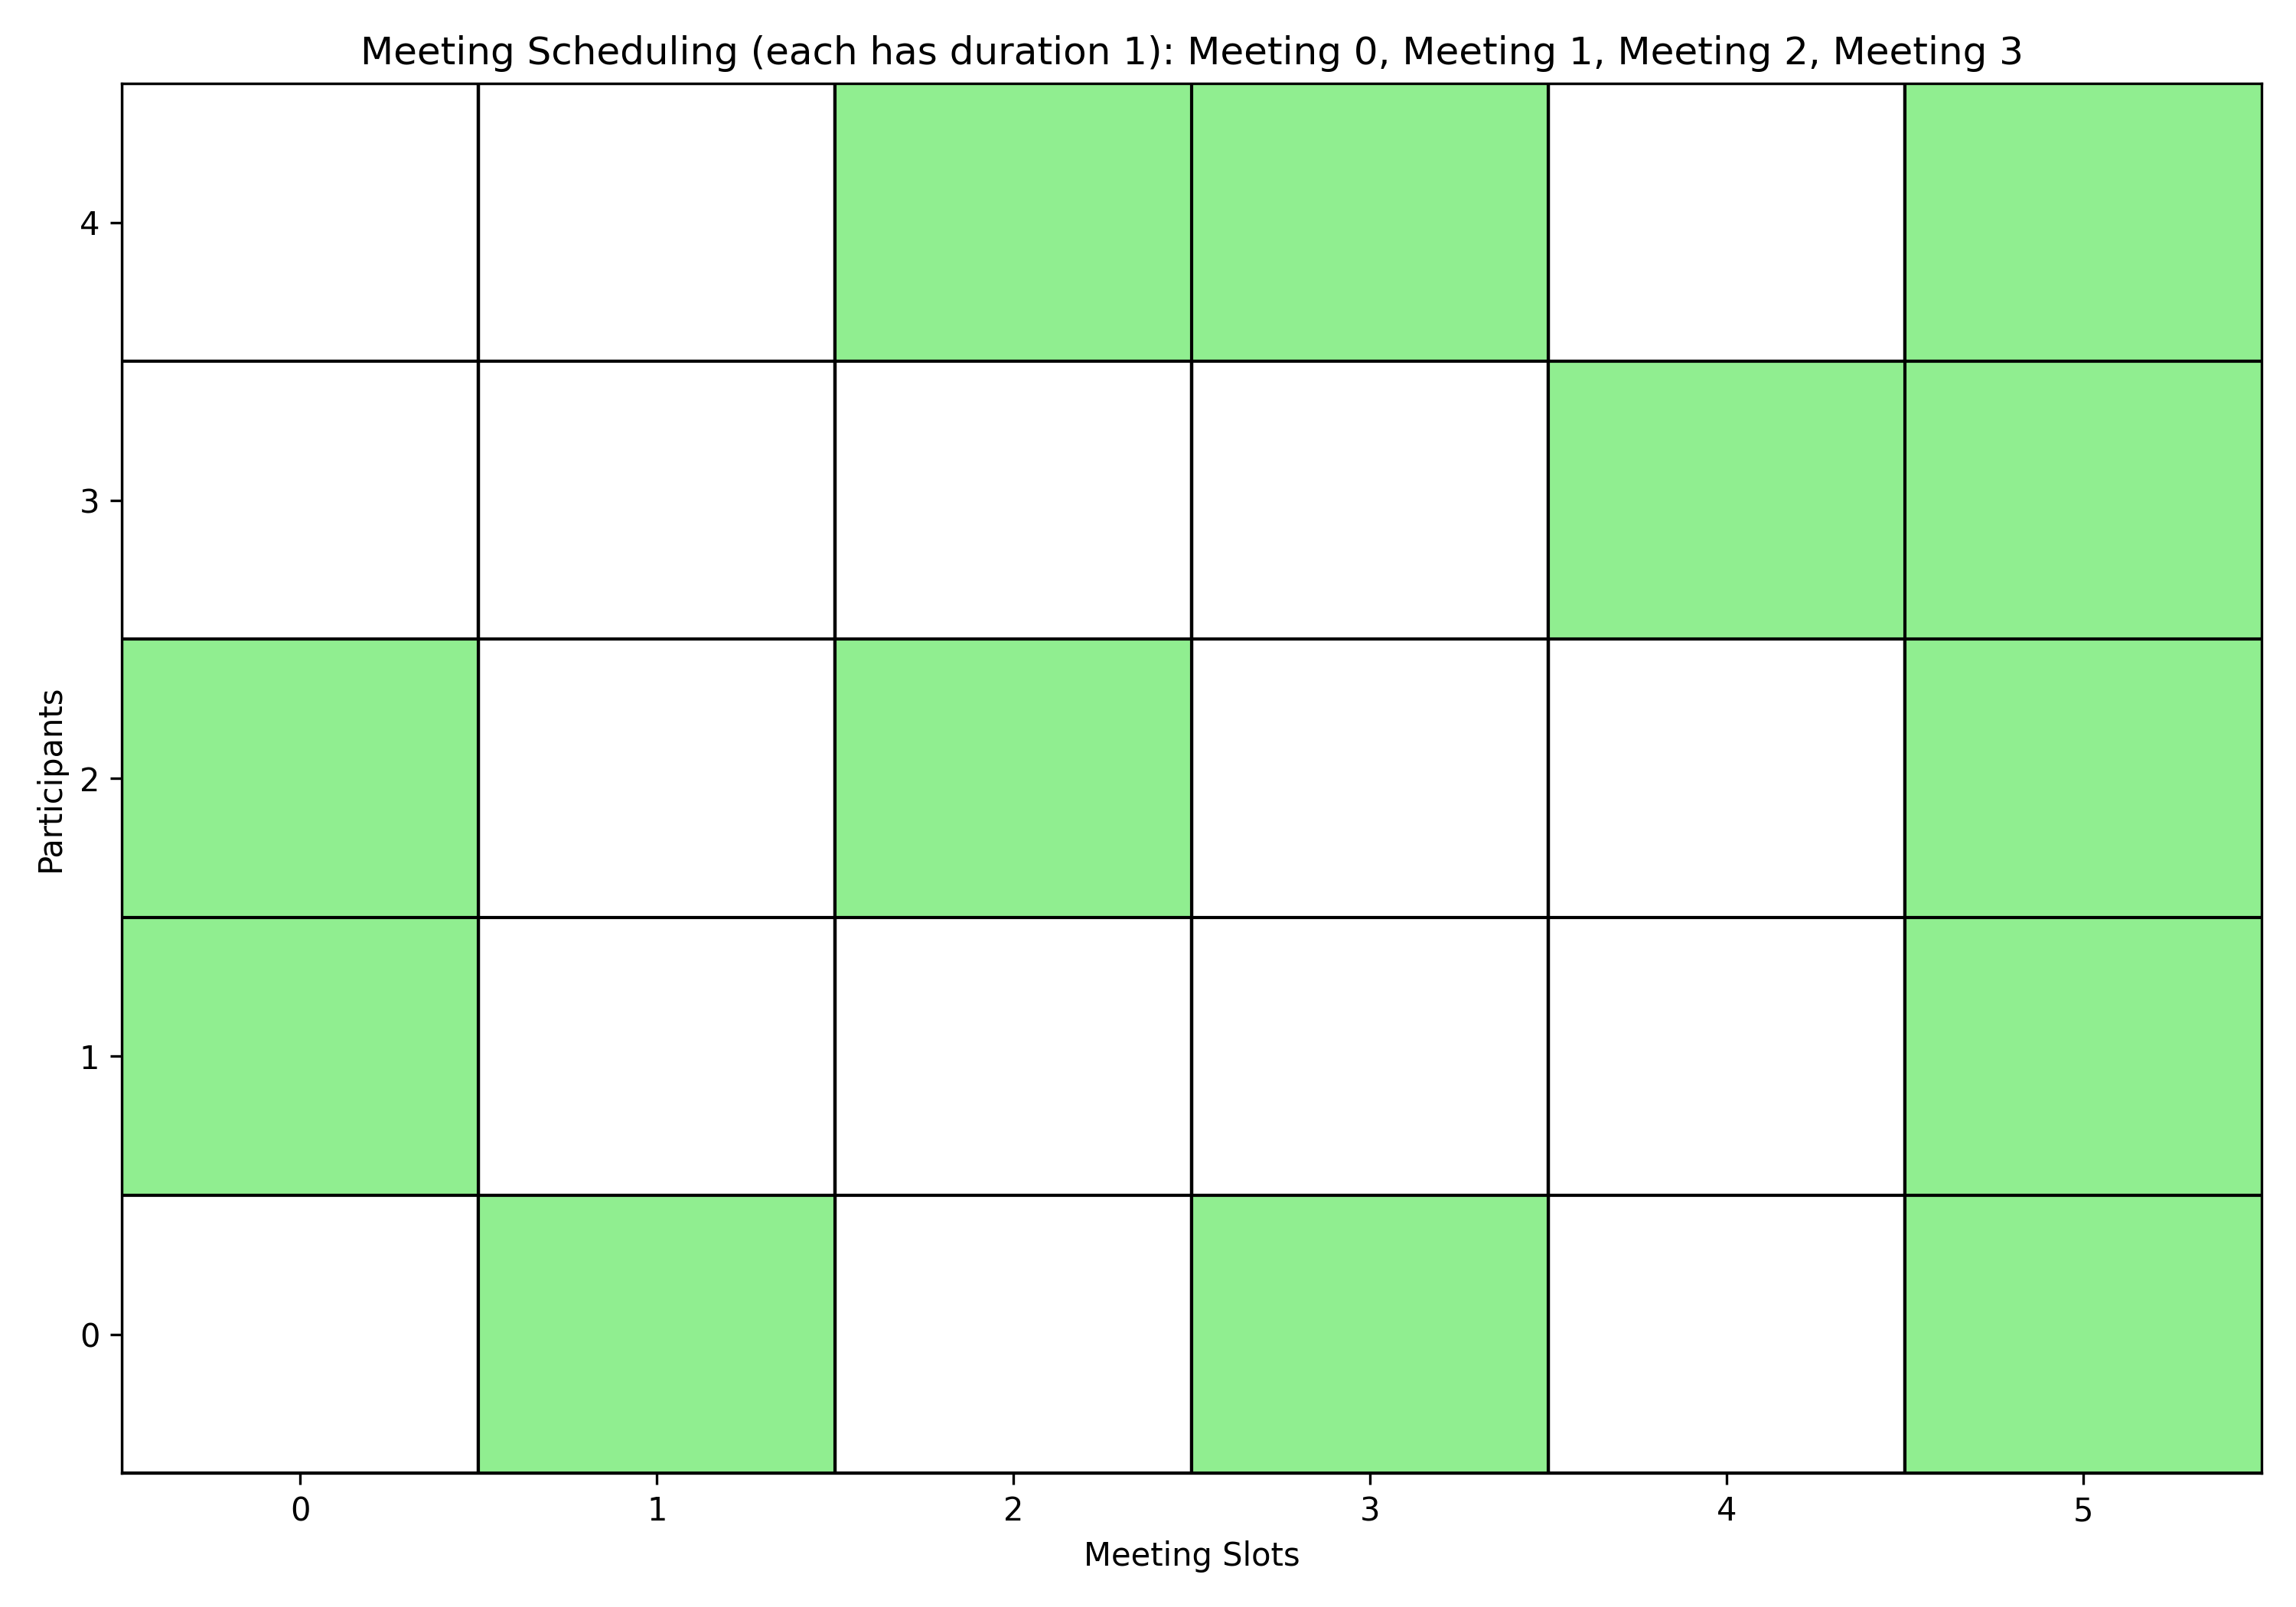 Meeting Scheduling (each has duration 1): Meeting 0, Meeting 1, Meeting 2, Meeting 3
4
3
2
1
0
Participants
0 1 2 3 4 5
Meeting Slots